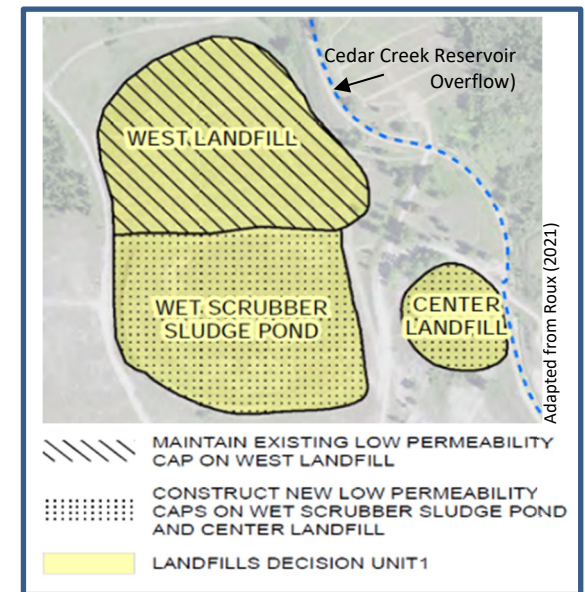 Cedar Creek Reservoir
Overflow)
WEST LANDFILL
WET SCRUBBER
SLUDGE POND
CENTER
LANDFILL
Adapted from Roux (2021)
MAINTAIN EXISTING LOW PERMEABILITY
CAP ON WEST LANDFILL
CONSTRUCT NEW LOW PERMEABILITY
CAPS ON WET SCRUBBER SLUDGE POND
AND CENTER LANDFILL
LANDFILLS DECISION UNIT1